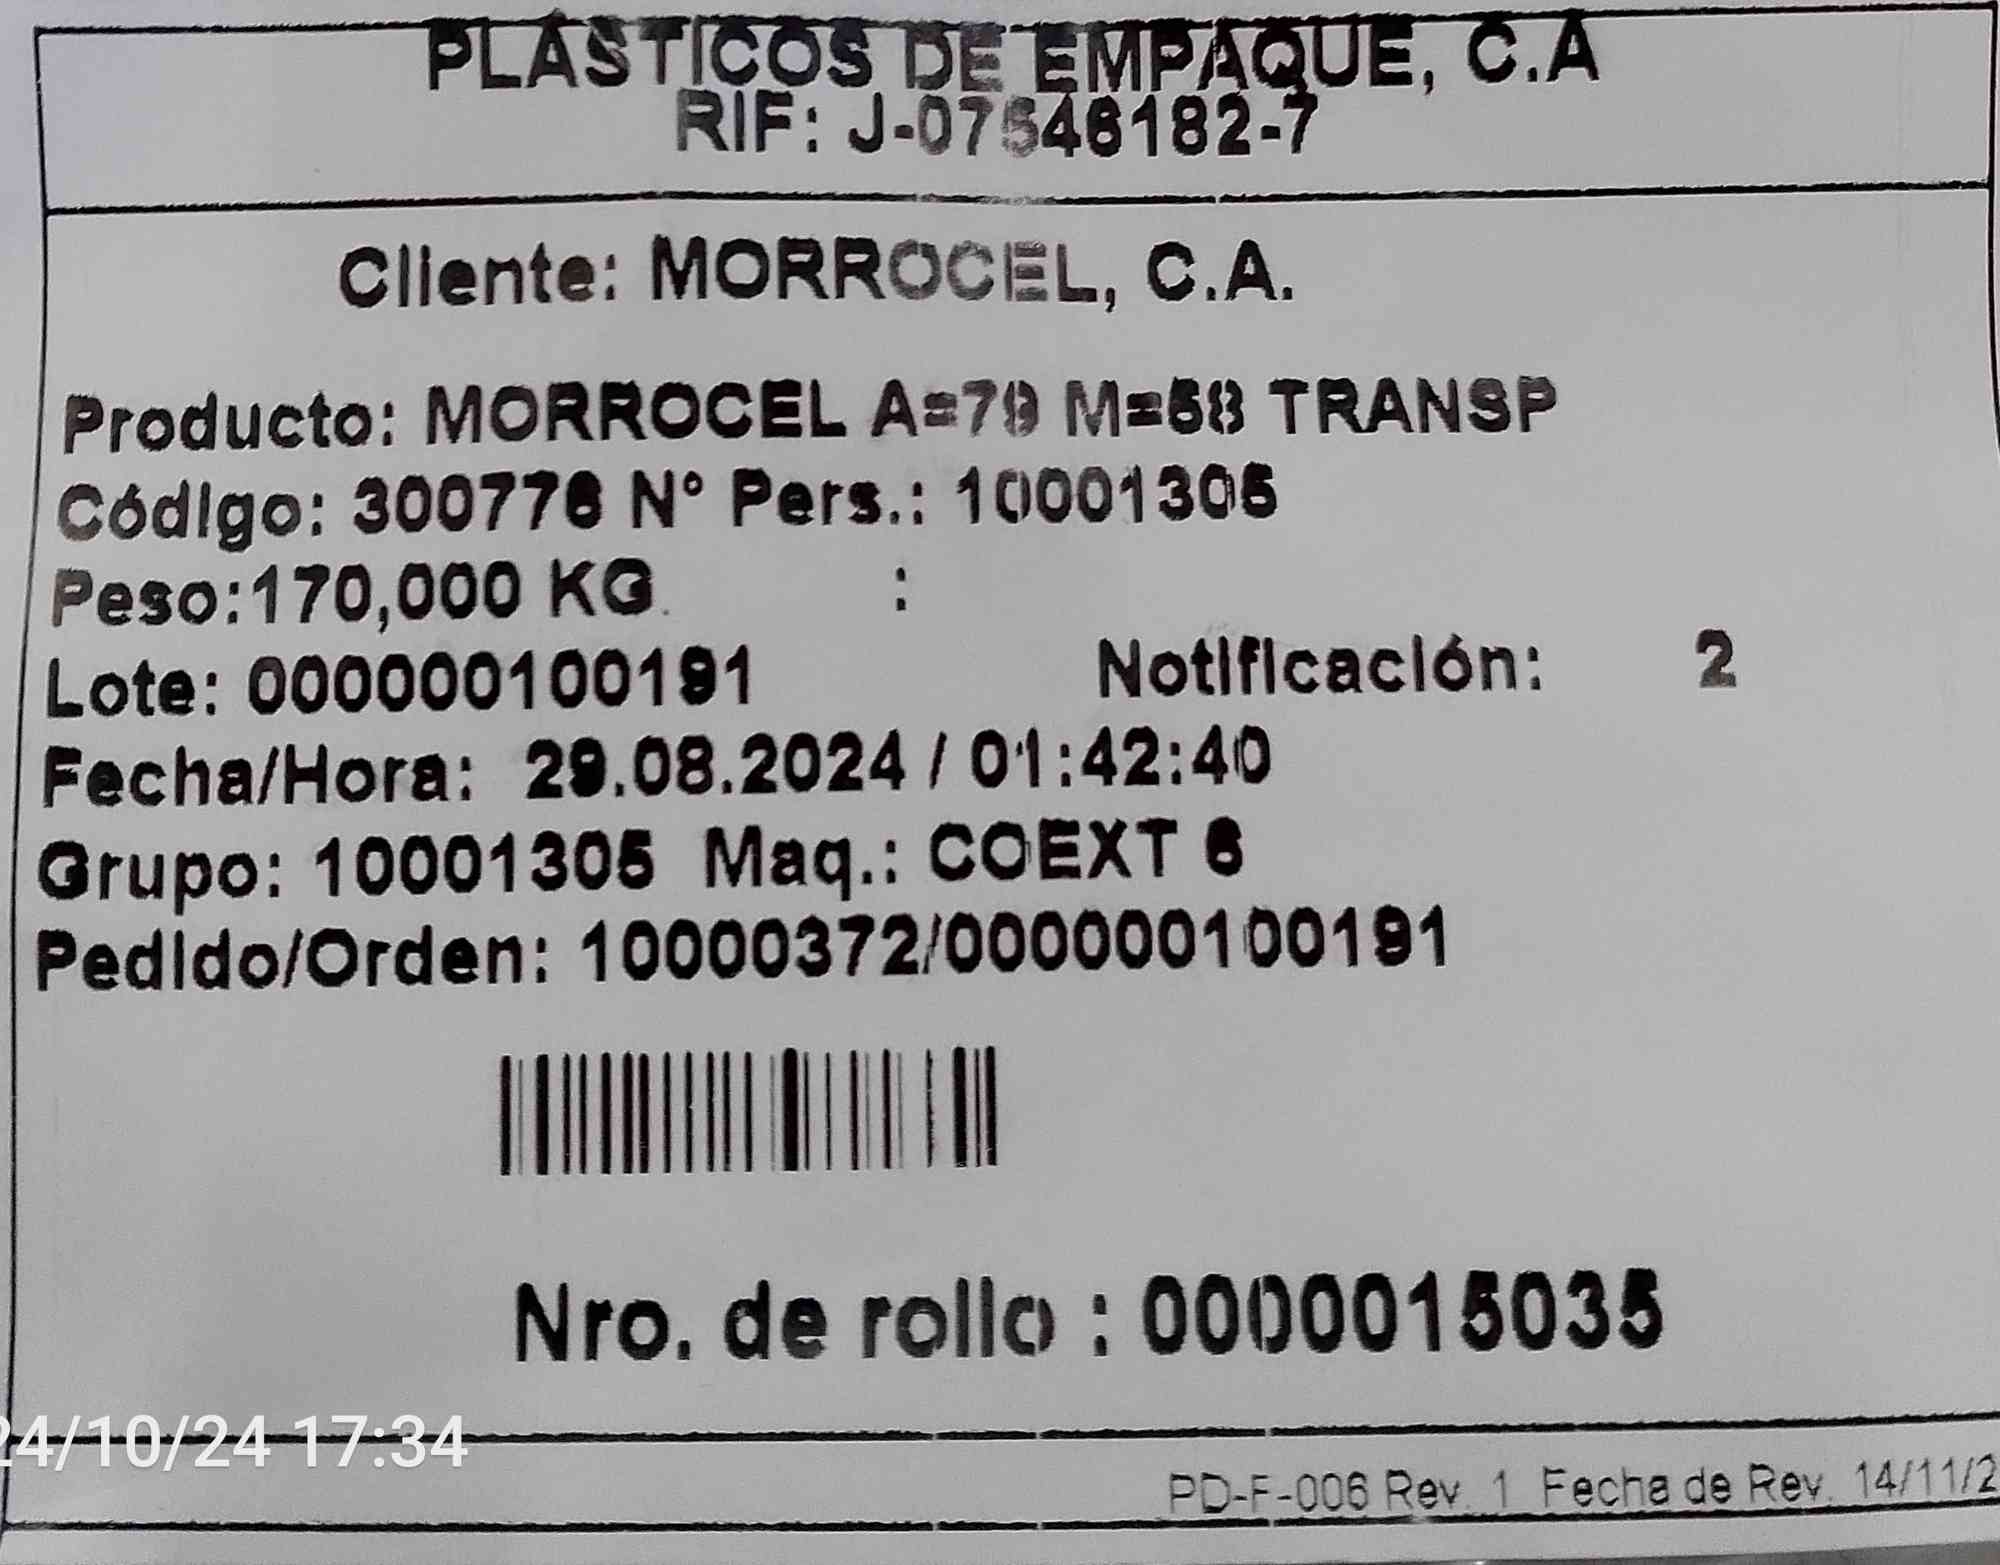 PLÁSTICOS DE EMPAQUE, C.A
RIF: J-07546182-7
Cliente: MORROCEL, C.A.
Producto: MORROCEL A=79 M=58 TRANSP
Código: 300776 N° Pers.: 10001305
Peso:170,000 KG :
Lote: 000000100191 Notificación: 2
Fecha/Hora: 29.08.2024 / 01:42:40
Grupo: 10001305 Maq.: COEXT 6
Pedido/Orden: 10000372/000000100191
Nro. de rollo : 0000015035
24/10/24 17:34
PD-F-006 Rev. 1 Fecha de Rev. 14/11/2